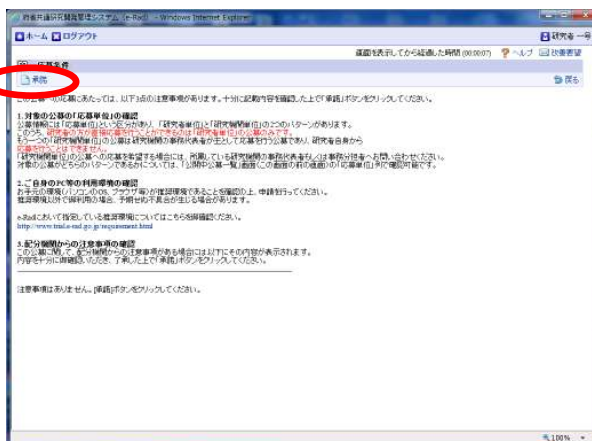 府省共通研究開発管理システム (e-Rad) - Windows Internet Explorer
ホーム ログアウト 研究者 一号
画面を表示してから経過した時間 (00:00:07) ヘルプ 改善要望
応募条件
承諾 戻る
この公募への応募にあたっては、以下3点の注意事項があります。十分に記載内容を確認した上で「承諾」ボタンをクリックしてください。
1.対象の公募の「応募単位」の確認
公募情報には「応募単位」という区分があり、「研究者単位」と「研究機関単位」の2つのパターンがあります。
このうち、研究者の方が直接応募を行うことができるのは「研究者単位」の公募のみです。
もう一つの「研究機関単位」の公募は研究機関の事務代表者が主として応募を行う公募であり、研究者自身から
応募を行うことはできません。
「研究機関単位」の公募への応募を希望する場合には、所属している研究機関の事務代表者もしくは事務分担者へお問い合わせください。
対象の公募がどちらのパターンであるかについては、「公開中公募一覧」画面(この画面の前の画面)の「応募単位」列で確認可能です。
2.ご自身のPC等の利用環境の確認
お手元の環境(パソコンのOS、ブラウザ等)が推奨環境であることを確認の上、申請を行ってください。
推奨環境以外で御利用の場合、予期せぬ不具合が生じる場合があります。
e-Radにおいて指定している推奨環境についてはこちらを御確認ください。
http://www.trial.e-rad.go.jp/requirement.html
3.配分機関からの注意事項の確認
この公募に関して、配分機関からの注意事項がある場合には以下にその内容が表示されます。
内容を十分に御確認いただき、了承した上で「承諾」ボタンをクリックしてください。
注意事項はありません。「承諾」ボタンをクリックしてください。
100%